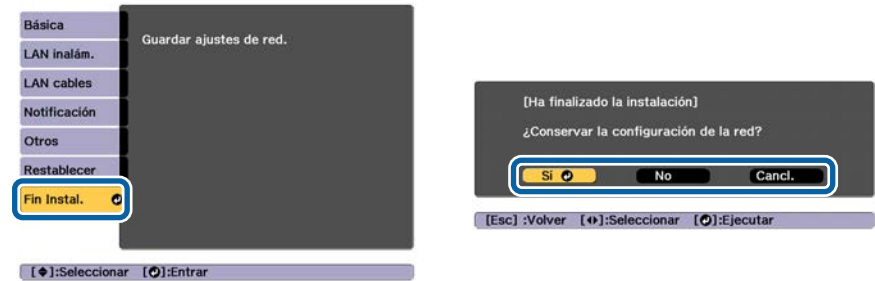 Básica
LAN inalám.
LAN cables
Notificación
Otros
Restablecer
Fin Instal.
Guardar ajustes de red.
[◆]:Seleccionar [↵]:Entrar
[Ha finalizado la instalación]
¿Conservar la configuración de la red?
Sí No Cancl.
[Esc] :Volver [◀▶]:Seleccionar [↵]:Ejecutar